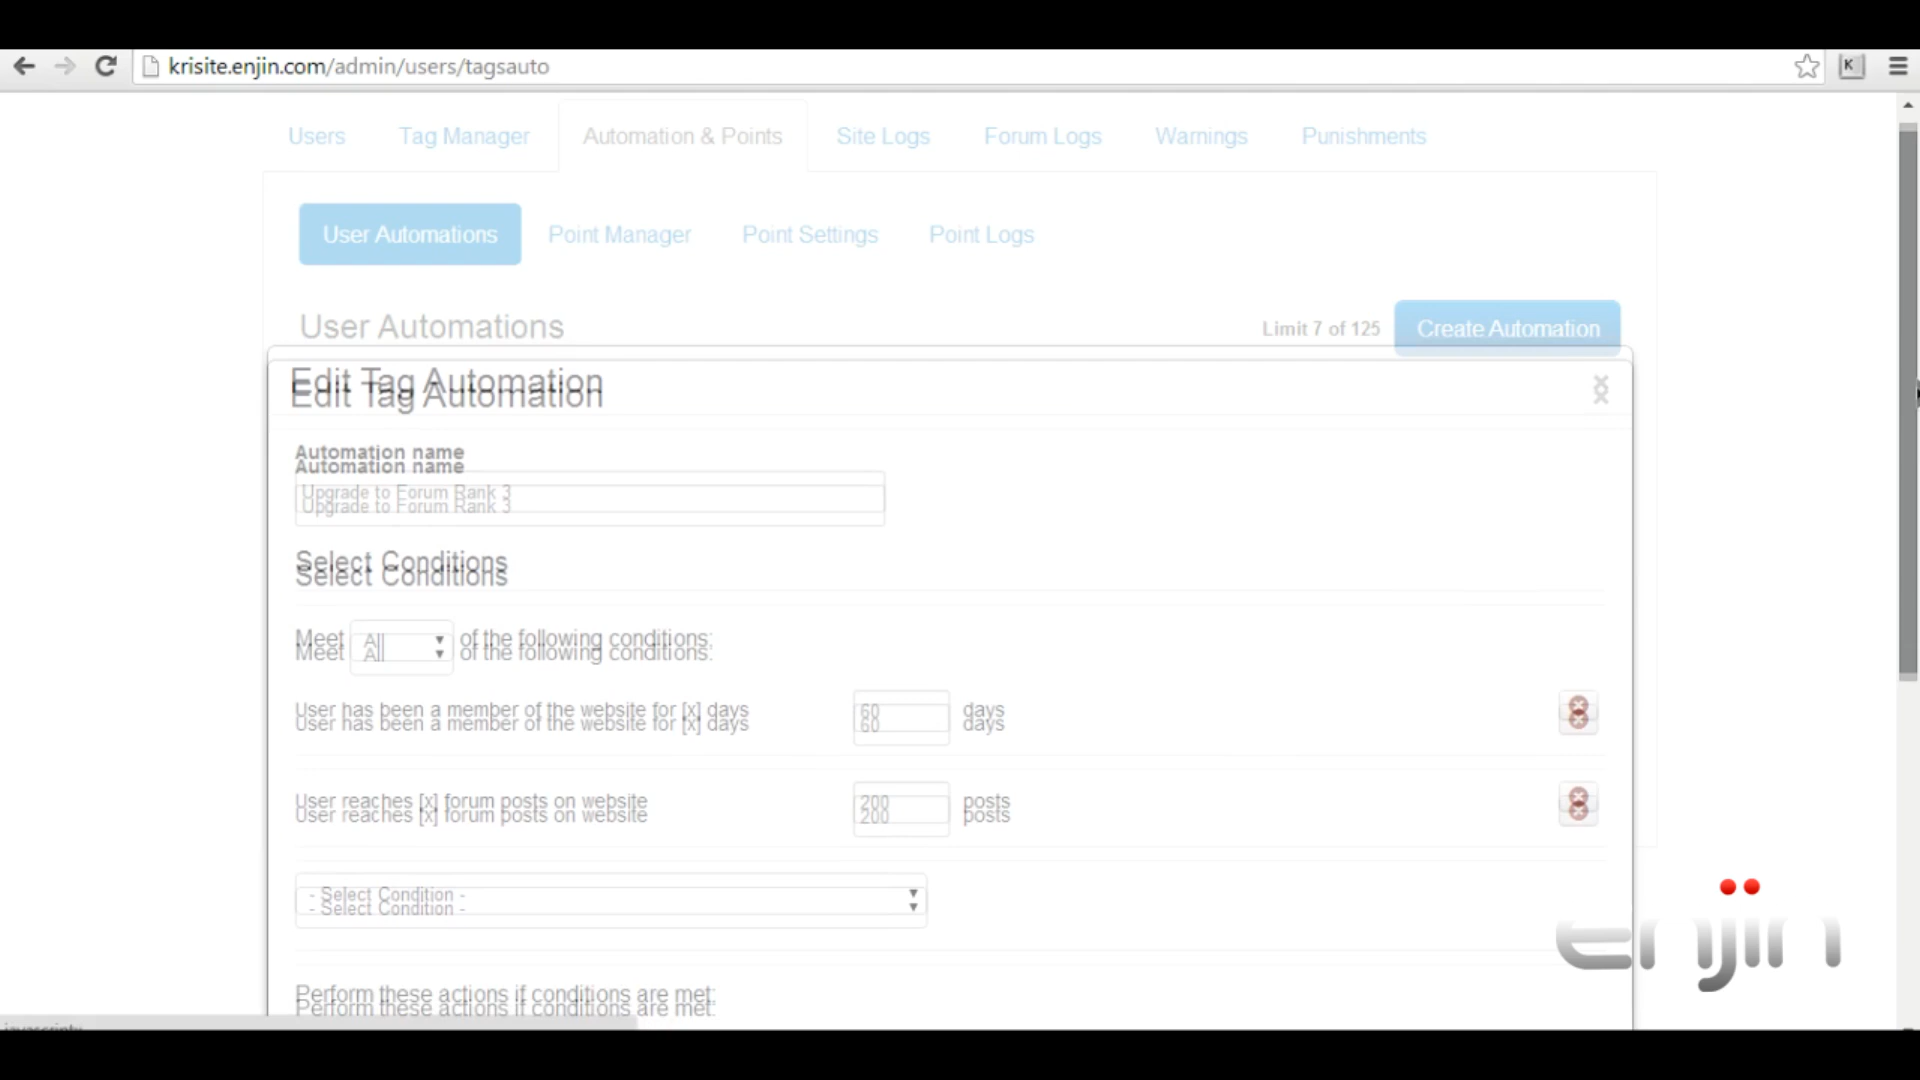 krisite.enjin.com/admin/users/tagsauto
K
Users Tag Manager Automation & Points Site Logs Forum Logs Warnings Punishments
User Automations Point Manager Point Settings Point Logs
User Automations Limit 7 of 125 Create Automation
Edit Tag Automation
Automation name
Upgrade to Forum Rank 3
Select Conditions
Meet All of the following conditions:
User has been a member of the website for [x] days 60 days
User reaches [x] forum posts on website 200 posts
- Select Condition -
enjin
Perform these actions if conditions are met: